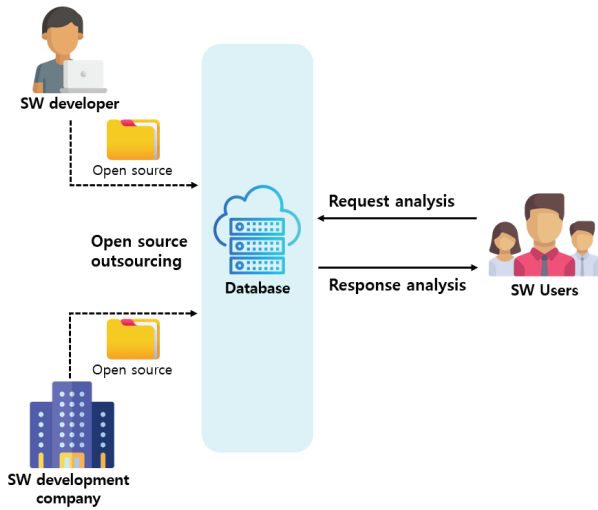 SW developer
Open source
Open source
outsourcing
Database
Request analysis
Response analysis
SW Users
Open source
SW development
company